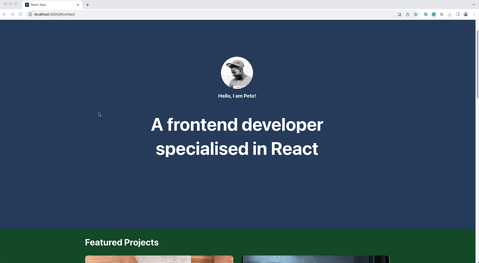 React App
localhost:3000/#contact
Hello, I am Pete!
A frontend developer
specialised in React
Featured Projects